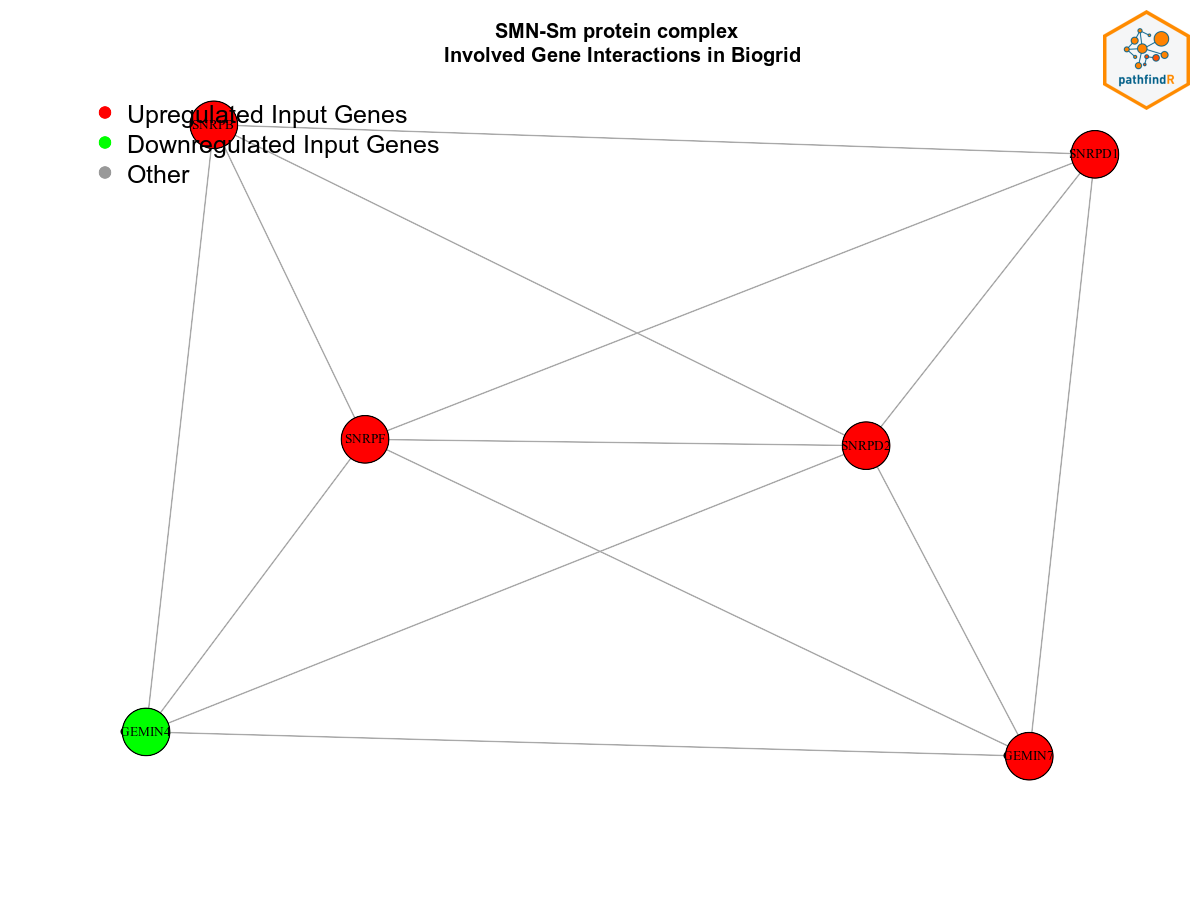 SMN-Sm protein complex
Involved Gene Interactions in Biogrid
pathfindR
Upregulated Input Genes
SNRPB
Downregulated Input Genes
Other
SNRPD1
SNRPF
SNRPD2
GEMIN4
GEMIN7